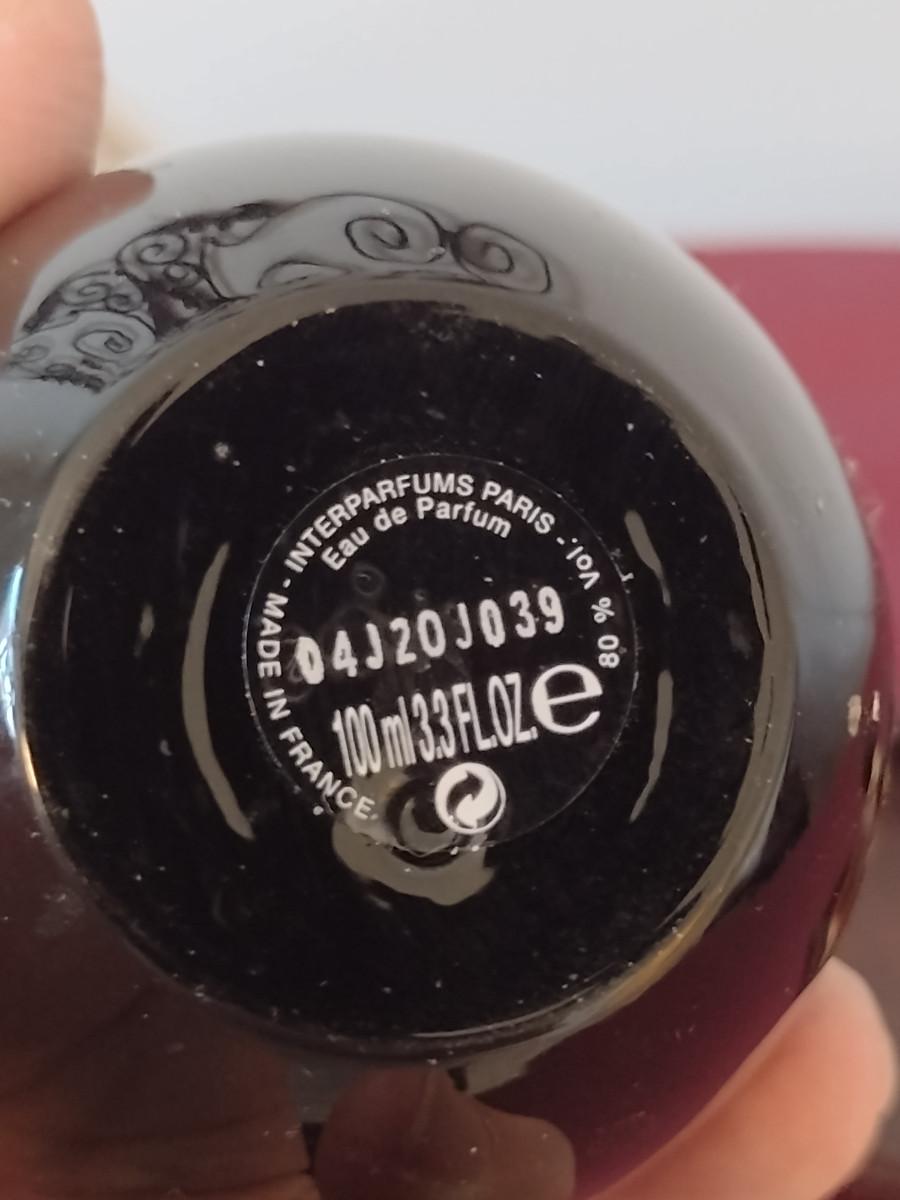 MADE IN FRANCE - INTERPARFUMS PARIS - 80 % vol.
Eau de Parfum
04J20J039
100 ml 3.3 FL.OZ. e